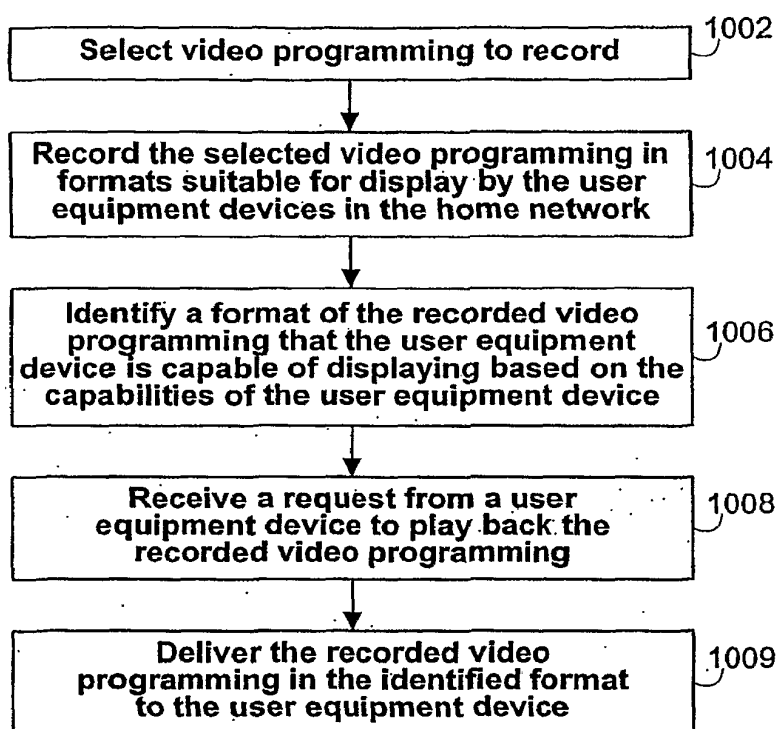 Select video programming to record
1002
Record the selected video programming in
formats suitable for display by the user
equipment devices in the home network
1004
Identify a format of the recorded video
programming that the user equipment
device is capable of displaying based on the
capabilities of the user equipment device
1006
Receive a request from a user
equipment device to play back the
recorded video programming
1008
Deliver the recorded video
programming in the identified format
to the user equipment device
1009